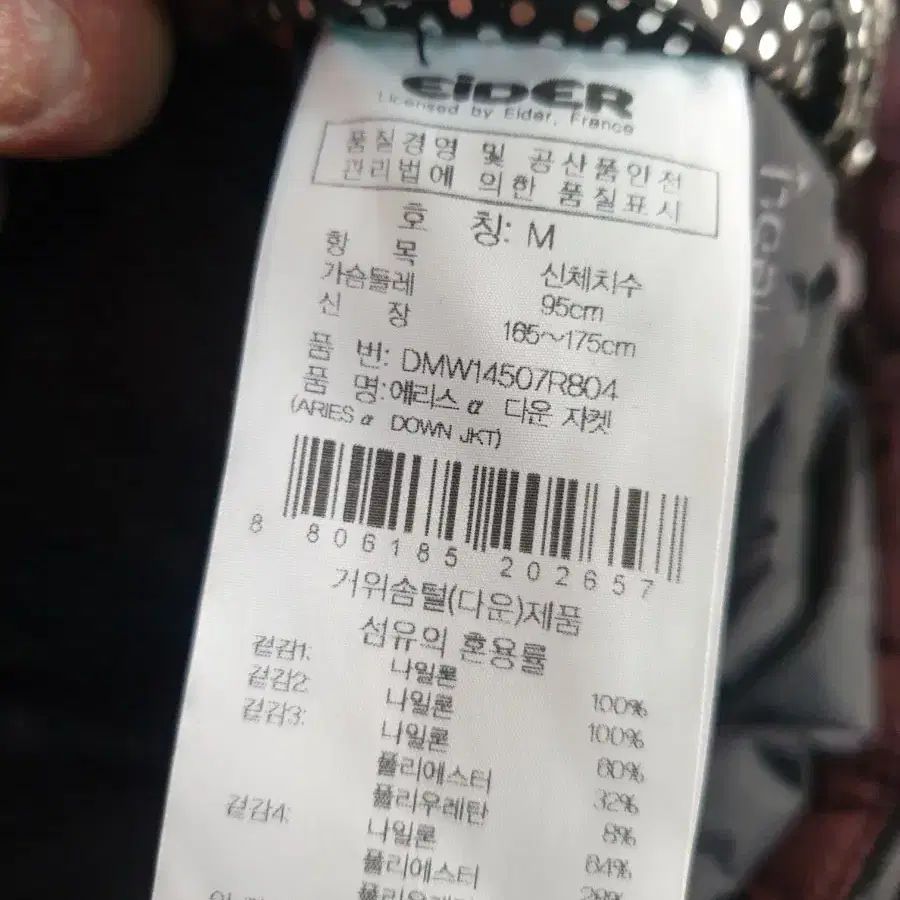 EiDER
Licensed by Eider, France
품질경영 및 공산품안전
관리법에 의한 품질표시
호 칭: M
항 목 신체치수
가슴둘레 95cm
신 장 165~175cm
품 번: DMW14507R804
품 명: 에리스 α 다운 자켓
(ARIES α DOWN JKT)
8 806185 202657
거위솜털(다운)제품
섬유의 혼용률
겉감1: 나일론 100%
겉감2: 나일론 100%
겉감3: 나일론 60%
폴리에스터 32%
폴리우레탄 8%
겉감4: 나일론 64%
폴리에스터 28%